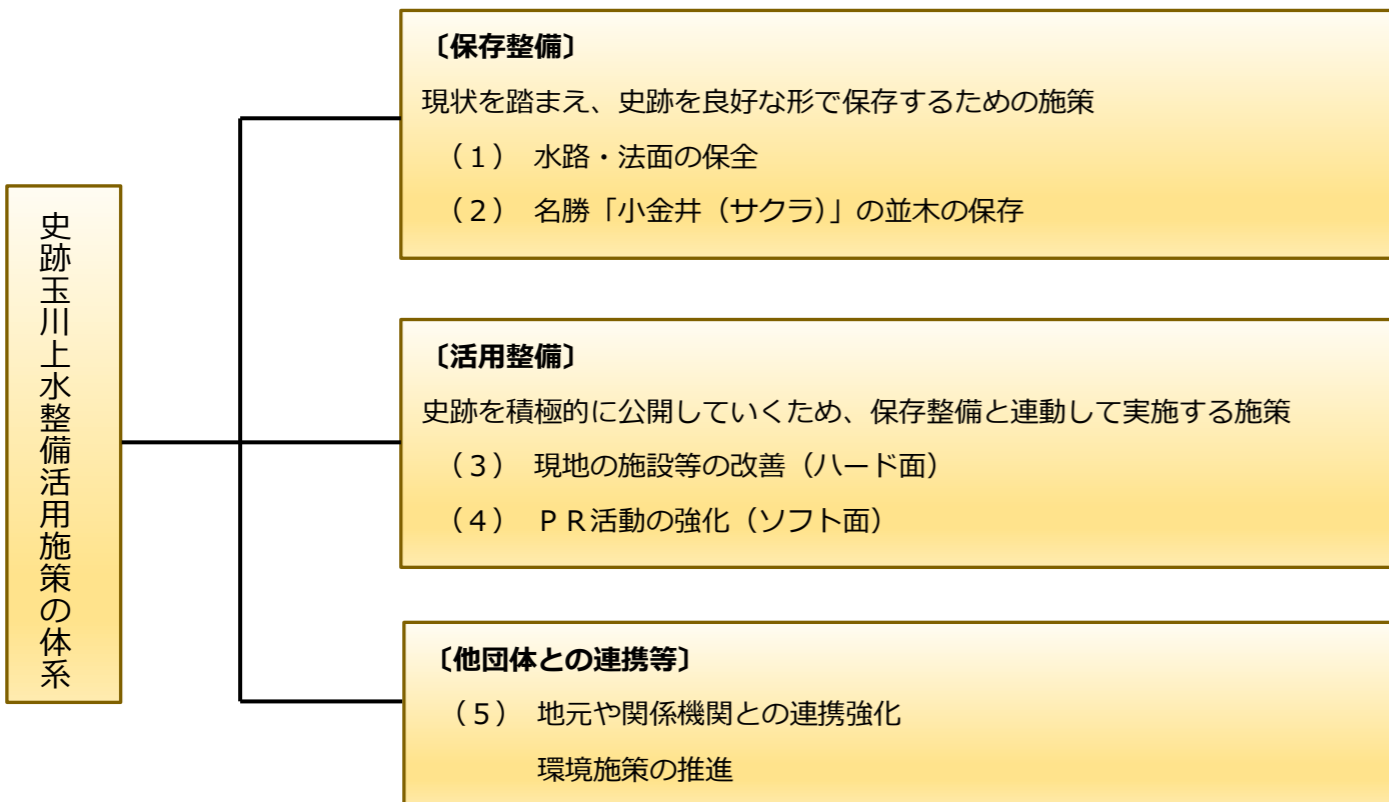 史跡玉川上水整備活用施策の体系
〔保存整備〕
現状を踏まえ、史跡を良好な形で保存するための施策
（１） 水路・法面の保全
（２） 名勝「小金井（サクラ）」の並木の保存
〔活用整備〕
史跡を積極的に公開していくため、保存整備と連動して実施する施策
（３） 現地の施設等の改善（ハード面）
（４） ＰＲ活動の強化（ソフト面）
〔他団体との連携等〕
（５） 地元や関係機関との連携強化
環境施策の推進